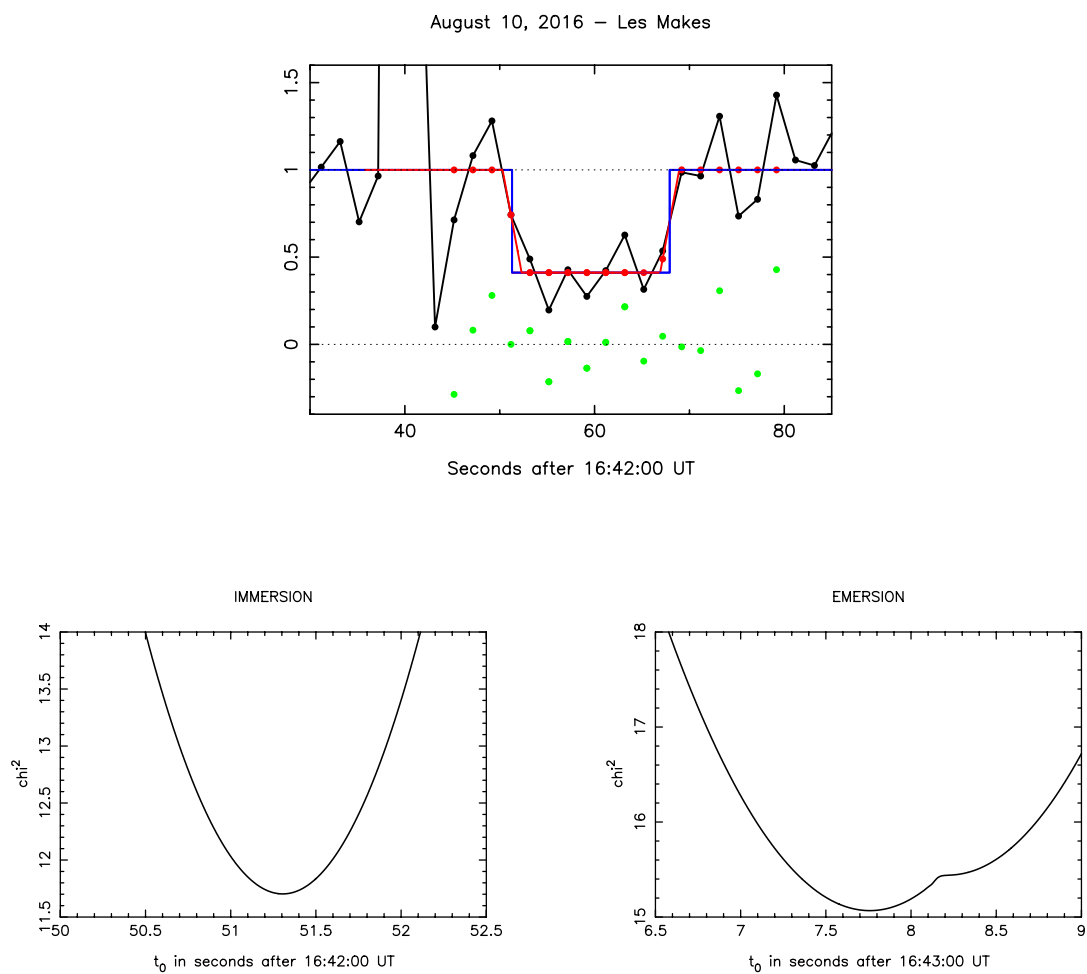 August 10, 2016 – Les Makes
1.5
1
0.5
0
40 60 80
Seconds after 16:42:00 UT
IMMERSION
EMERSION
14
13.5
13
12.5
12
11.5
chi²
50 50.5 51 51.5 52 52.5
t₀ in seconds after 16:42:00 UT
18
17
16
15
chi²
6.5 7 7.5 8 8.5 9
t₀ in seconds after 16:43:00 UT